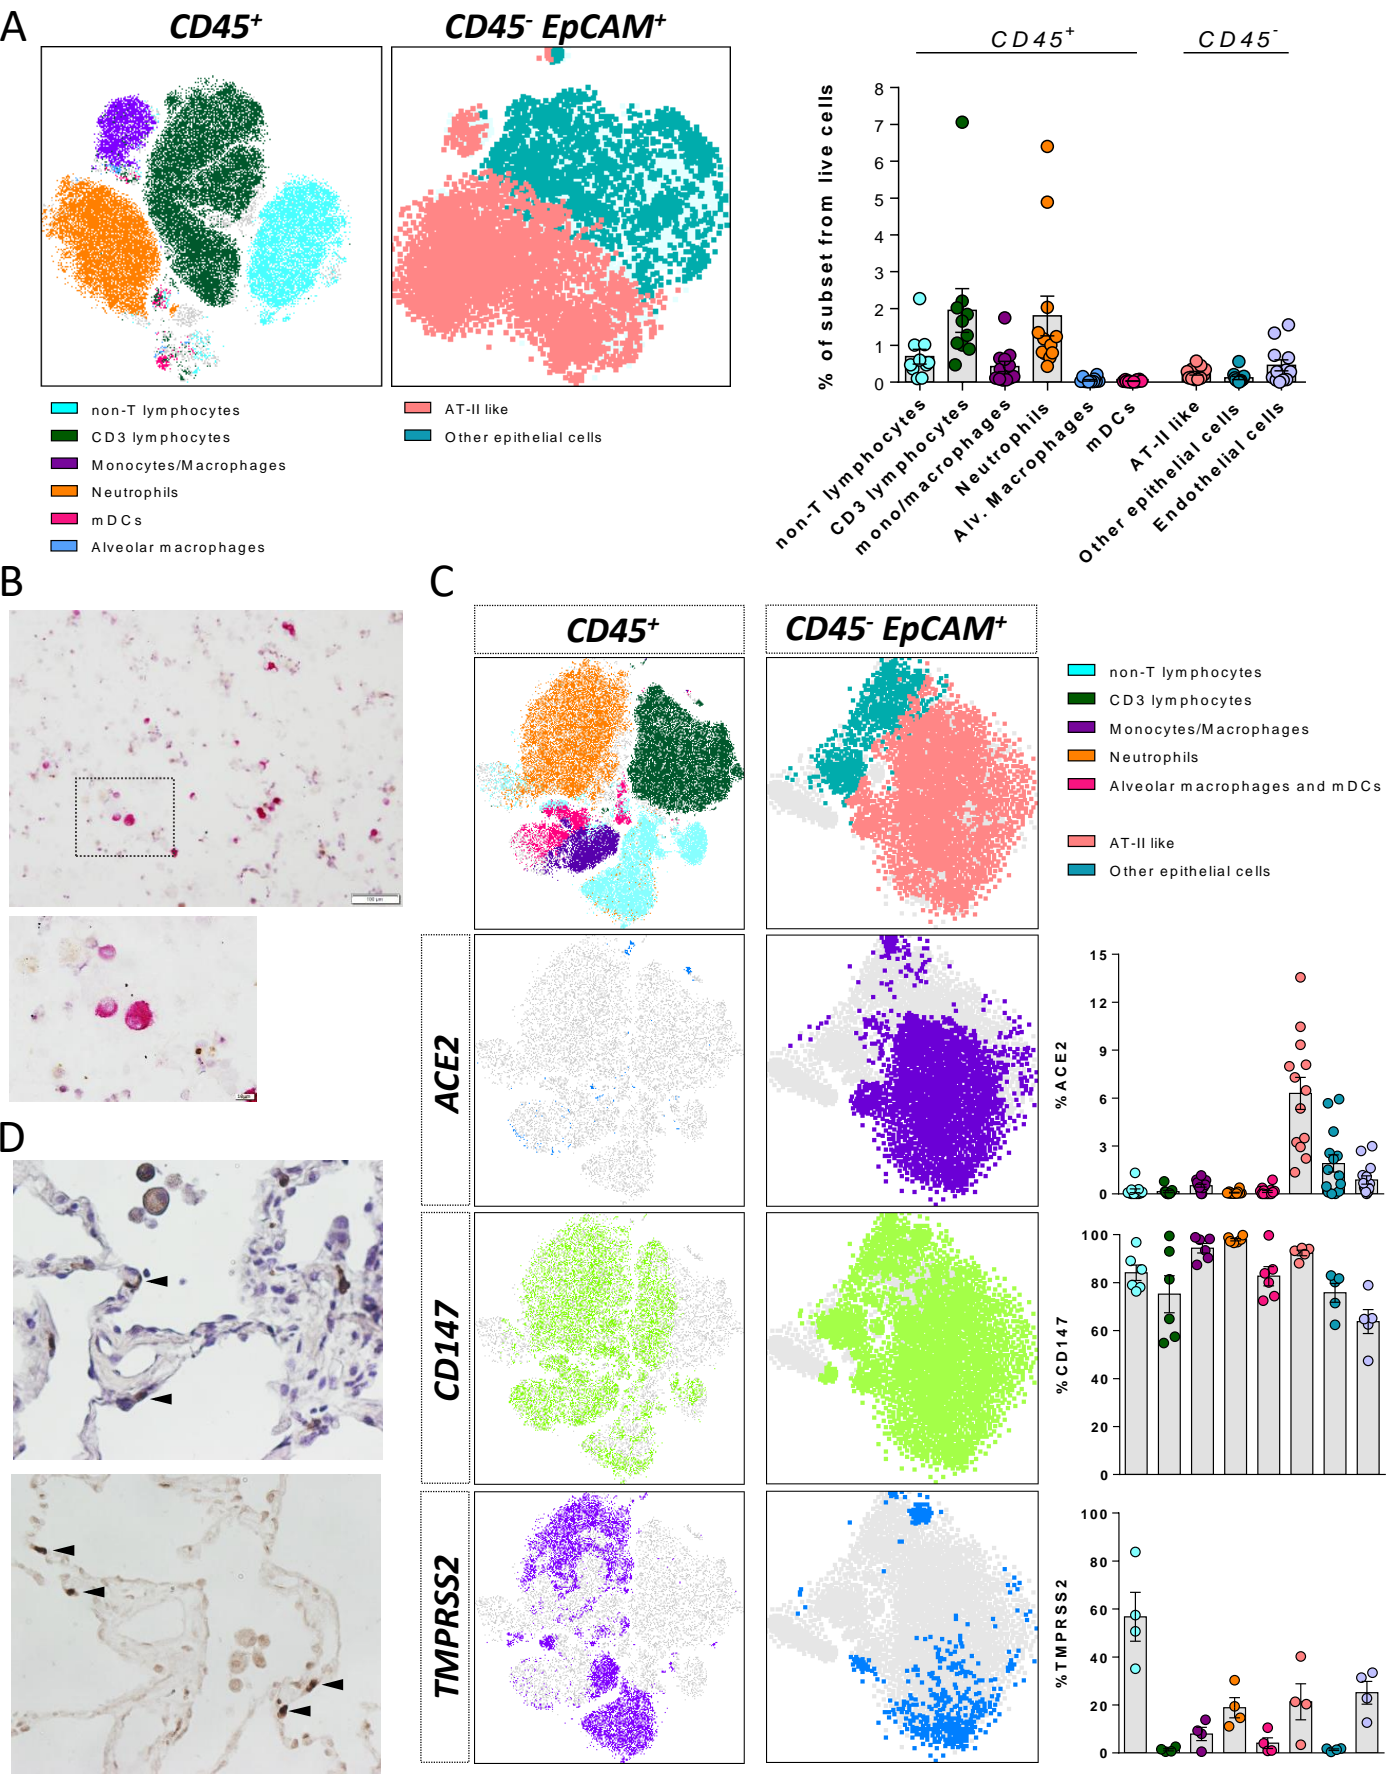 A
CD45+
CD45- EpCAM+
CD45+
CD45-
% of subset from live cells
8
7
6
5
4
3
2
1
0
non-T lymphocytes
CD3 lymphocytes
mono/macrophages
Neutrophils
Alv. Macrophages
mDCs
AT-II like
Other epithelial cells
Endothelial cells
non-T lymphocytes
CD3 lymphocytes
Monocytes/Macrophages
Neutrophils
mDCs
Alveolar macrophages
AT-II like
Other epithelial cells
B
100 µm
C
CD45+
CD45- EpCAM+
non-T lymphocytes
CD3 lymphocytes
Monocytes/Macrophages
Neutrophils
Alveolar macrophages and mDCs
AT-II like
Other epithelial cells
ACE2
%ACE2
15
12
9
6
3
0
CD147
%CD147
100
80
60
40
20
0
TMPRSS2
%TMPRSS2
100
80
60
40
20
0
D